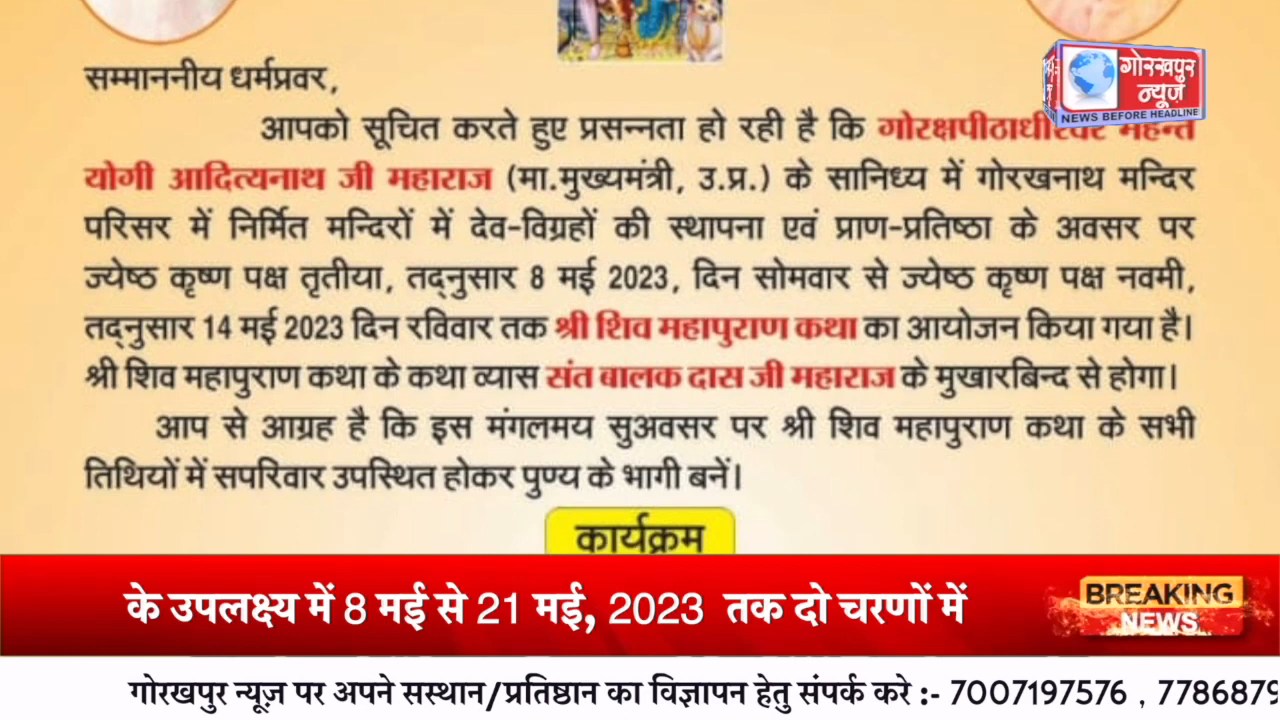 सम्माननीय धर्मप्रवर,
गोरखपुर
न्यूज़
NEWS BEFORE HEADLINE
आपको सूचित करते हुए प्रसन्नता हो रही है कि गोरक्षपीठाधीश्वर महन्त
योगी आदित्यनाथ जी महाराज (मा.मुख्यमंत्री, उ.प्र.) के सानिध्य में गोरखनाथ मन्दिर
परिसर में निर्मित मन्दिरों में देव-विग्रहों की स्थापना एवं प्राण-प्रतिष्ठा के अवसर पर
ज्येष्ठ कृष्ण पक्ष तृतीया, तद्नुसार 8 मई 2023, दिन सोमवार से ज्येष्ठ कृष्ण पक्ष नवमी,
तद्नुसार 14 मई 2023 दिन रविवार तक श्री शिव महापुराण कथा का आयोजन किया गया है।
श्री शिव महापुराण कथा के कथा व्यास संत बालक दास जी महाराज के मुखारबिन्द से होगा।
आप से आग्रह है कि इस मंगलमय सुअवसर पर श्री शिव महापुराण कथा के सभी
तिथियों में सपरिवार उपस्थित होकर पुण्य के भागी बनें।
कार्यक्रम
के उपलक्ष्य में 8 मई से 21 मई, 2023 तक दो चरणों में
BREAKING
NEWS
गोरखपुर न्यूज़ पर अपने सस्थान/प्रतिष्ठान का विज्ञापन हेतु संपर्क करे :- 7007197576 , 7786879